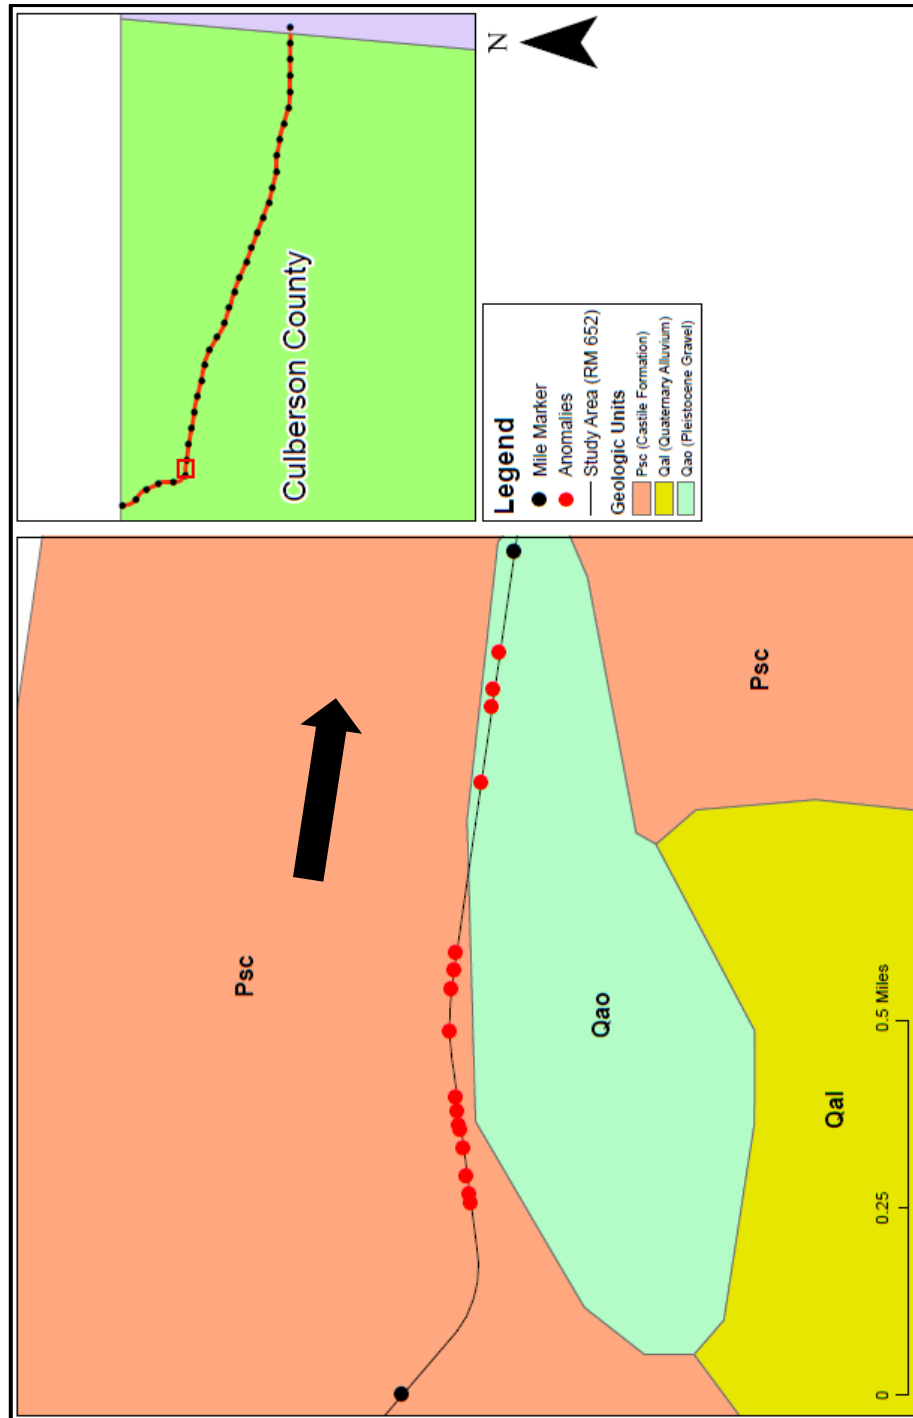 Psc
Qao
Qal
Psc
0
0.25
0.5 Miles
Culberson County
N
Legend
Mile Marker
Anomalies
Study Area (RM 652)
Geologic Units
Psc (Castile Formation)
Qal (Quaternary Alluvium)
Qao (Pleistocene Gravel)